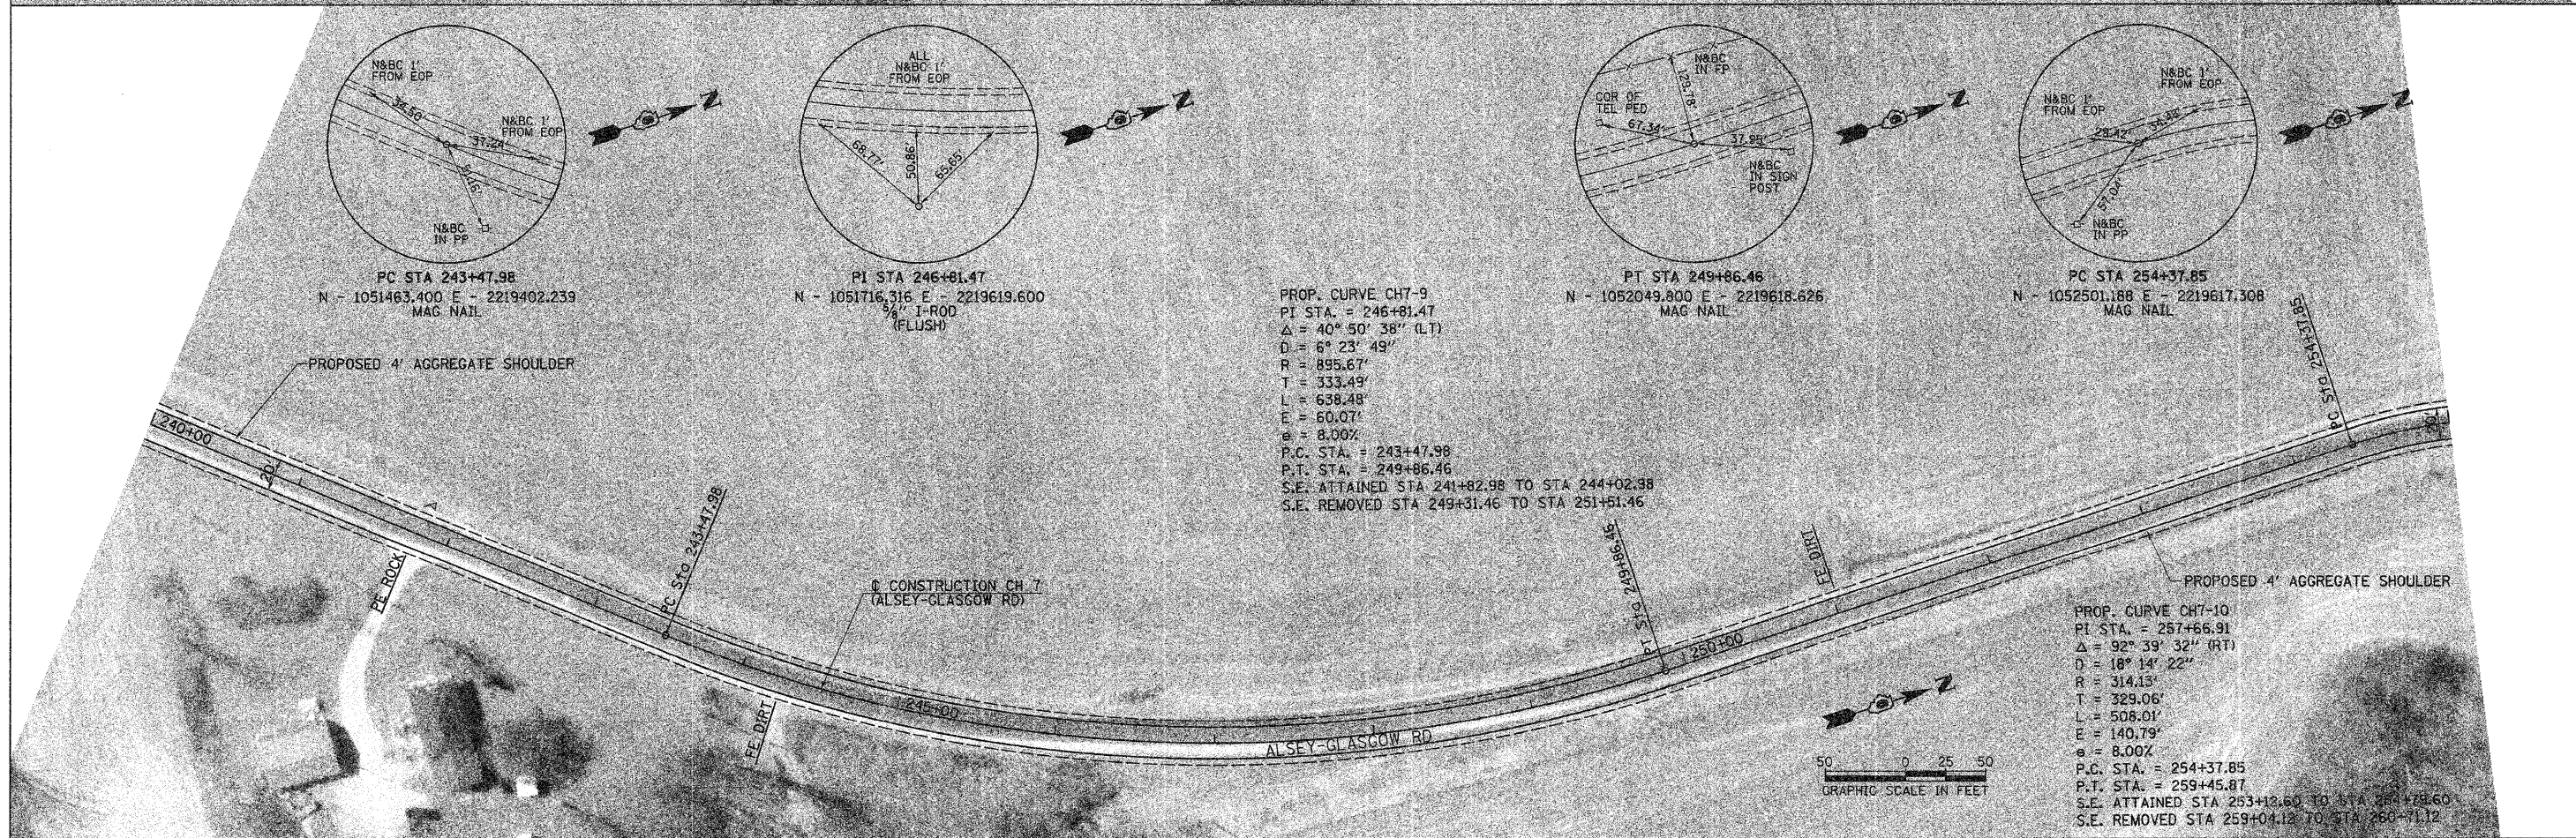 N&BC 1'
FROM EOP
34.50'
N&BC 1'
FROM EOP
37.24'
N&BC
IN PP
PC STA 243+47.98
N - 1051463.400 E - 2219402.239
MAG NAIL
N
ALL
N&BC 1'
FROM EOP
68.77'
50.86'
65.65'
PI STA 246+81.47
N - 1051716.316 E - 2219619.600
5/8" I-ROD
(FLUSH)
N
N&BC
IN FP
29.78'
COR OF
TEL PED
67.34'
37.95'
N&BC
IN SIGN
POST
PT STA 249+86.46
N - 1052049.800 E - 2219618.626
MAG NAIL
N
N&BC 1'
FROM EOP
N&BC 1'
FROM EOP
28.42'
57.04'
N&BC
IN PP
PC STA 254+37.85
N - 1052501.188 E - 2219617.308
MAG NAIL
N
PROP. CURVE CH7-9
PI STA. = 246+81.47
Δ = 40° 50' 38" (LT)
D = 6° 23' 49"
R = 895.67'
T = 333.49'
L = 638.48'
E = 60.07'
e = 8.00%
P.C. STA. = 243+47.98
P.T. STA. = 249+86.46
S.E. ATTAINED STA 241+82.98 TO STA 244+02.98
S.E. REMOVED STA 249+31.46 TO STA 251+51.46
PROPOSED 4' AGGREGATE SHOULDER
240+00
20'
PE ROCK
PC Sta 243+47.98
℄ CONSTRUCTION CH 7
(ALSEY-GLASGOW RD)
FE DIRT
245+00
ALSEY-GLASGOW RD
PT Sta 249+86.46
250+00
FE DIRT
PC Sta 254+37.85
PROPOSED 4' AGGREGATE SHOULDER
N
50 0 25 50
GRAPHIC SCALE IN FEET
PROP. CURVE CH7-10
PI STA. = 257+66.91
Δ = 92° 39' 32" (RT)
D = 18° 14' 22"
R = 314.13'
T = 329.06'
L = 508.01'
E = 140.79'
e = 8.00%
P.C. STA. = 254+37.85
P.T. STA. = 259+45.87
S.E. ATTAINED STA 253+12.60 TO STA 254+79.60
S.E. REMOVED STA 259+04.12 TO STA 260+71.12